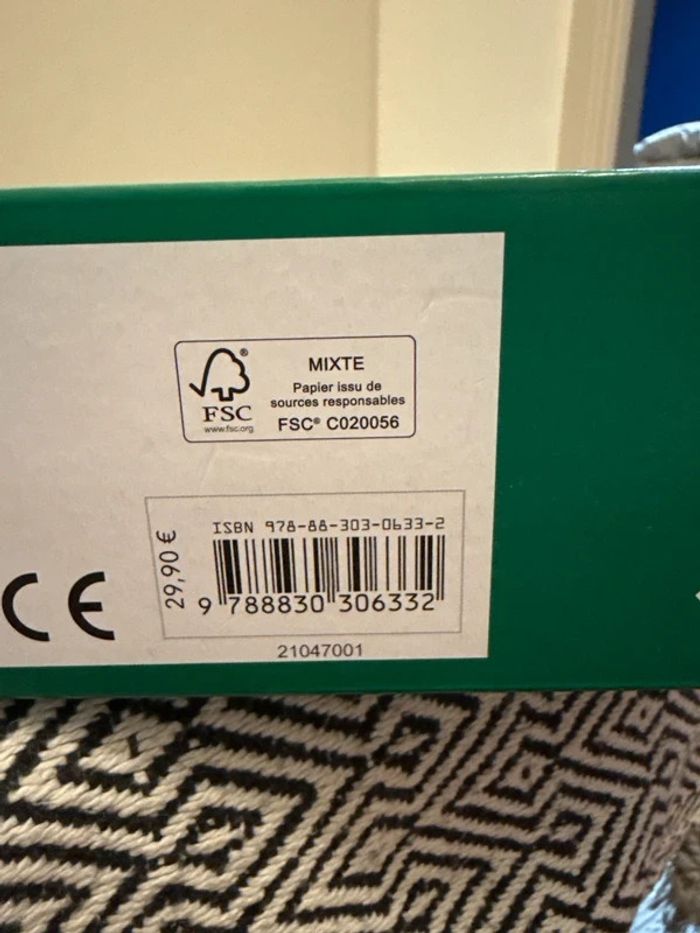 MIXTE
Papier issu de
sources responsables
FSC® C020056
®
FSC
www.fsc.org
ISBN 978-88-303-0633-2
29,90 €
9 788830 306332
CE
21047001